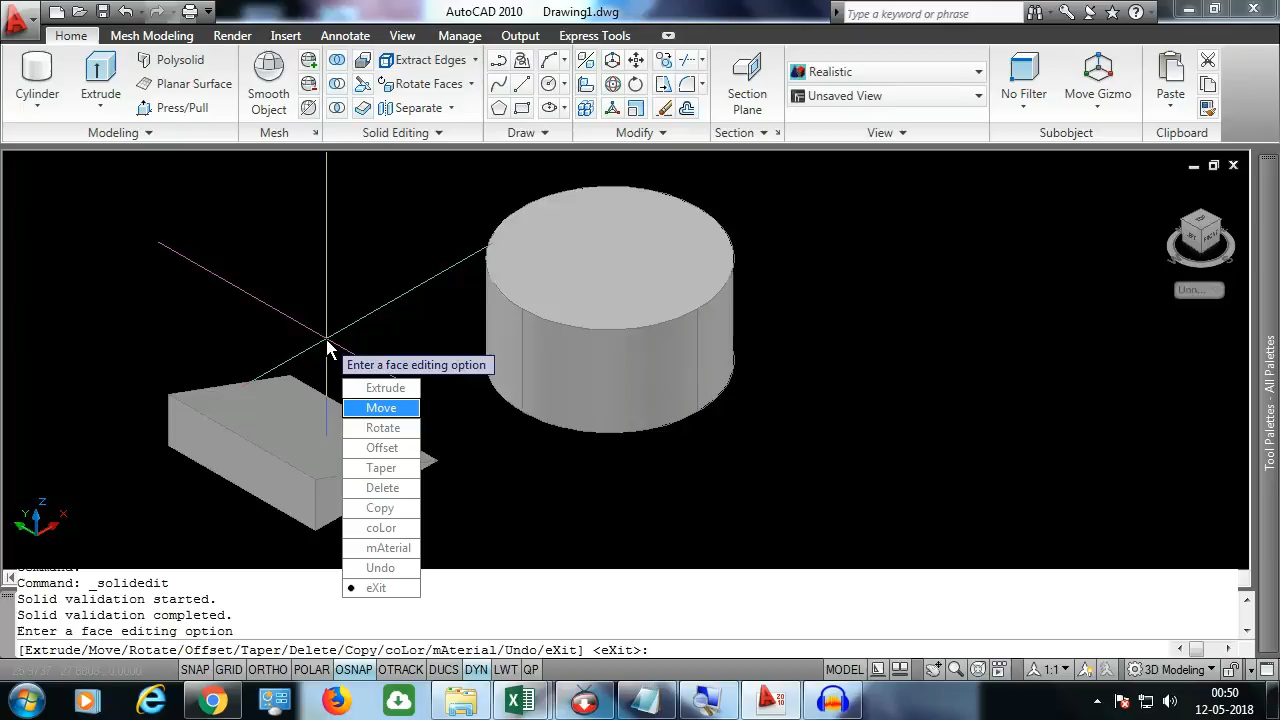 AutoCAD 2010 Drawing1.dwg
Type a keyword or phrase
Home Mesh Modeling Render Insert Annotate View Manage Output Express Tools
Cylinder
Extrude
Polysolid
Planar Surface
Press/Pull
Modeling
Smooth
Object
Mesh
Extract Edges
Rotate Faces
Separate
Solid Editing
Draw
Modify
Section
Plane
Section
Realistic
Unsaved View
View
No Filter
Move Gizmo
Subobject
Paste
Clipboard
Unn...
Tool Palettes - All Palettes
Enter a face editing option
Extrude
Move
Rotate
Offset
Taper
Delete
Copy
coLor
mAterial
Undo
eXit
Z
Y
X
Command: _solidedit
Solid validation started.
Solid validation completed.
Enter a face editing option
[Extrude/Move/Rotate/Offset/Taper/Delete/Copy/coLor/mAterial/Undo/eXit] <eXit>:
SNAP GRID ORTHO POLAR OSNAP OTRACK DUCS DYN LWT QP
MODEL
1:1
3D Modeling
00:50
12-05-2018